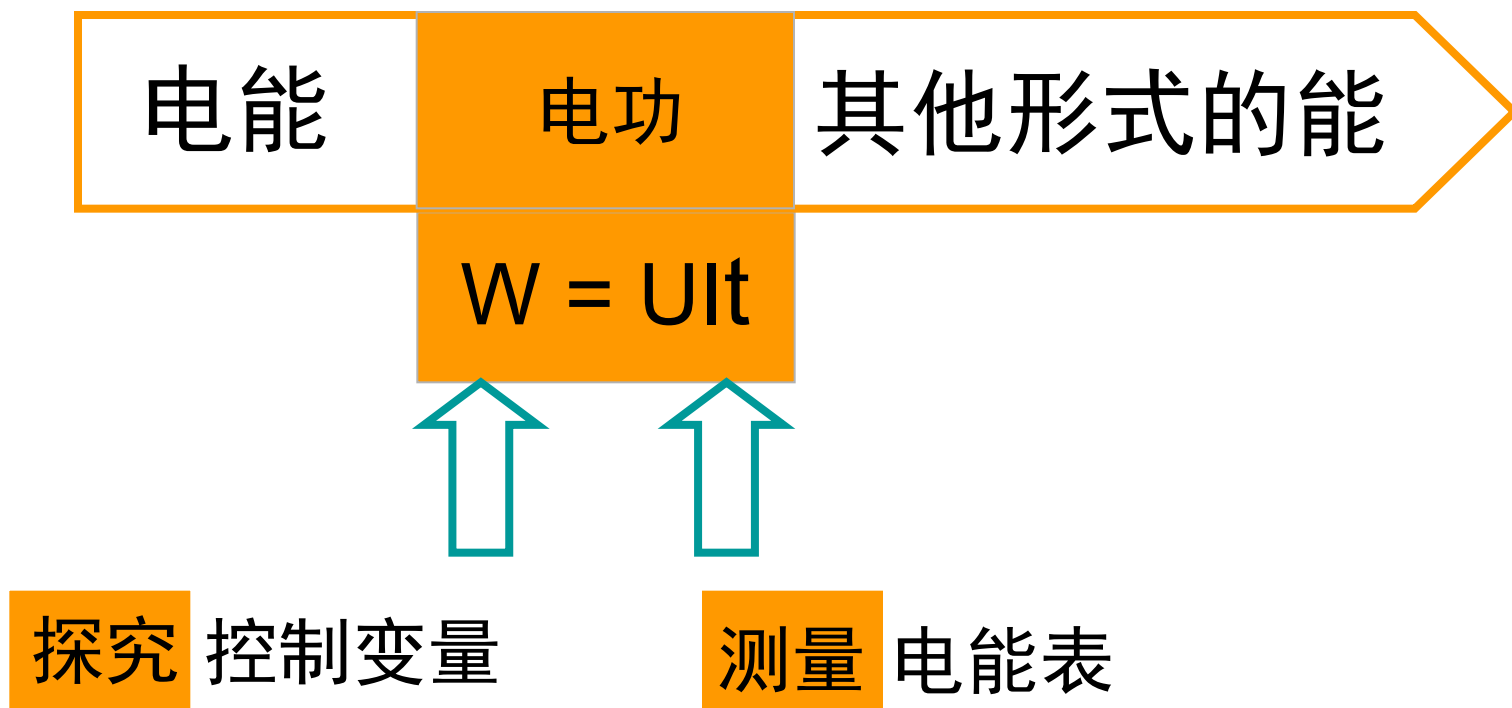 电能 电功 其他形式的能
W = UIt
探究 控制变量 测量 电能表